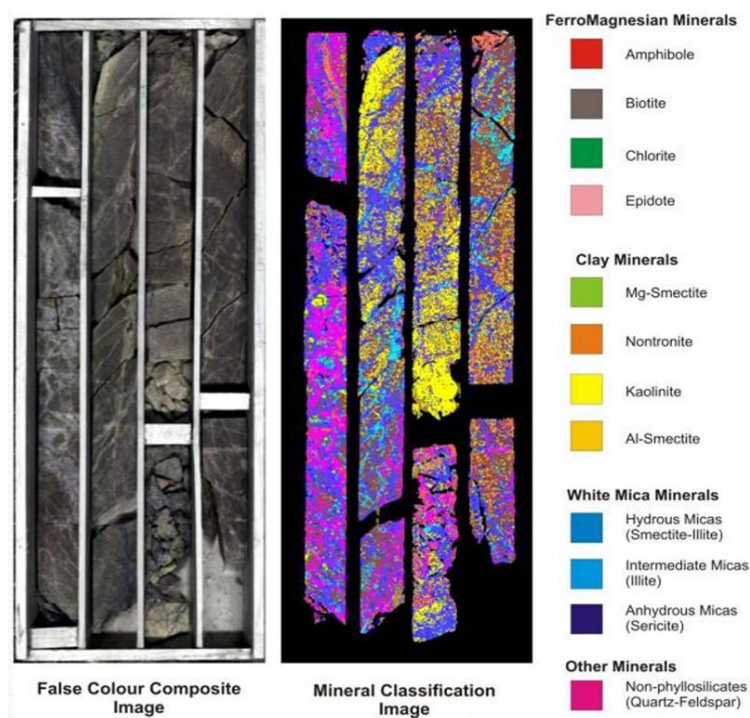 FerroMagnesian Minerals
Amphibole
Biotite
Chlorite
Epidote
Clay Minerals
Mg-Smectite
Nontronite
Kaolinite
Al-Smectite
White Mica Minerals
Hydrous Micas
(Smectite-Illite)
Intermediate Micas
(Illite)
Anhydrous Micas
(Sericite)
Other Minerals
Non-phyllosilicates
(Quartz-Feldspar)
False Colour Composite
Image
Mineral Classification
Image